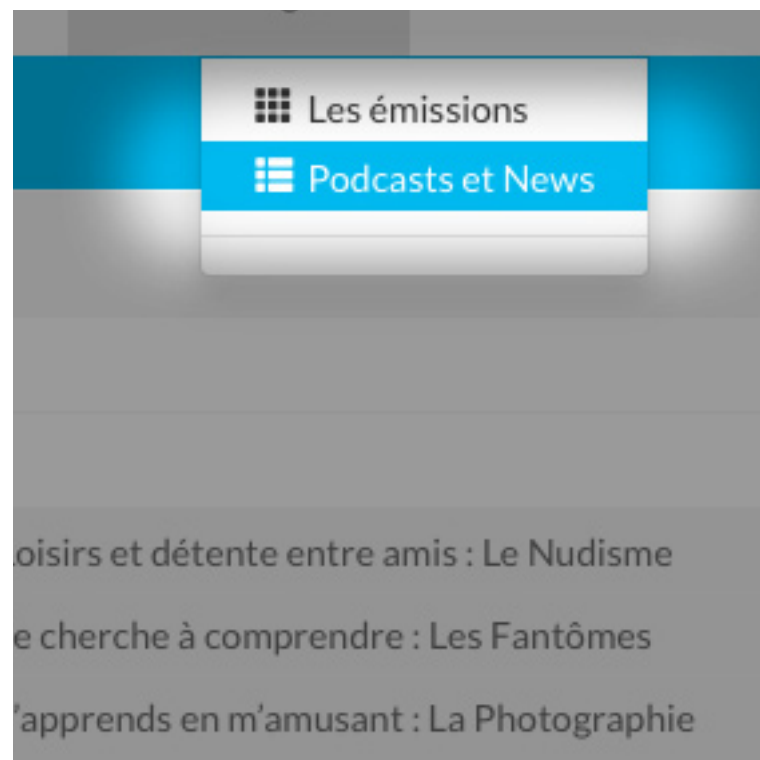 Les émissions
Podcasts et News
oisirs et détente entre amis : Le Nudisme
e cherche à comprendre : Les Fantômes
'apprends en m'amusant : La Photographie